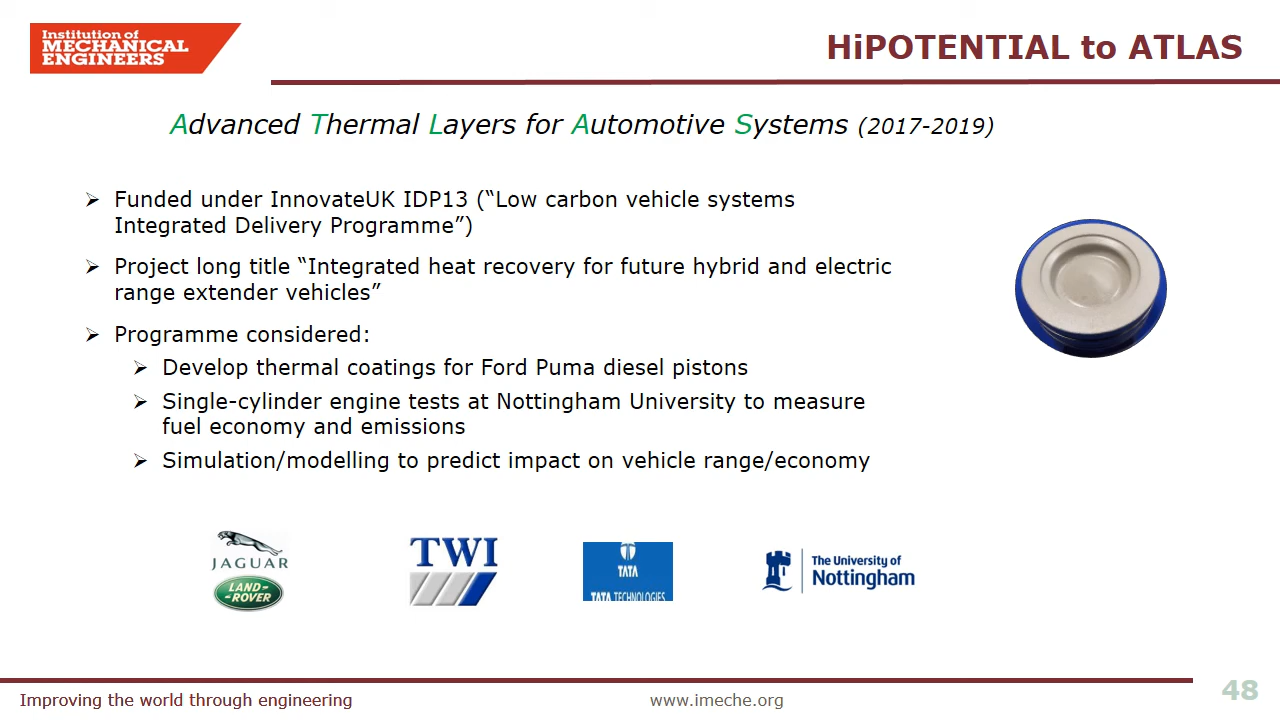 Institution of
MECHANICAL
ENGINEERS
HiPOTENTIAL to ATLAS
Advanced Thermal Layers for Automotive Systems (2017-2019)
➢ Funded under InnovateUK IDP13 (“Low carbon vehicle systems
Integrated Delivery Programme”)
➢ Project long title “Integrated heat recovery for future hybrid and electric
range extender vehicles”
➢ Programme considered:
➢ Develop thermal coatings for Ford Puma diesel pistons
➢ Single-cylinder engine tests at Nottingham University to measure
fuel economy and emissions
➢ Simulation/modelling to predict impact on vehicle range/economy
JAGUAR
LAND-
-ROVER
TWI
TATA
TATA TECHNOLOGIES
The University of
Nottingham
Improving the world through engineering
www.imeche.org
48